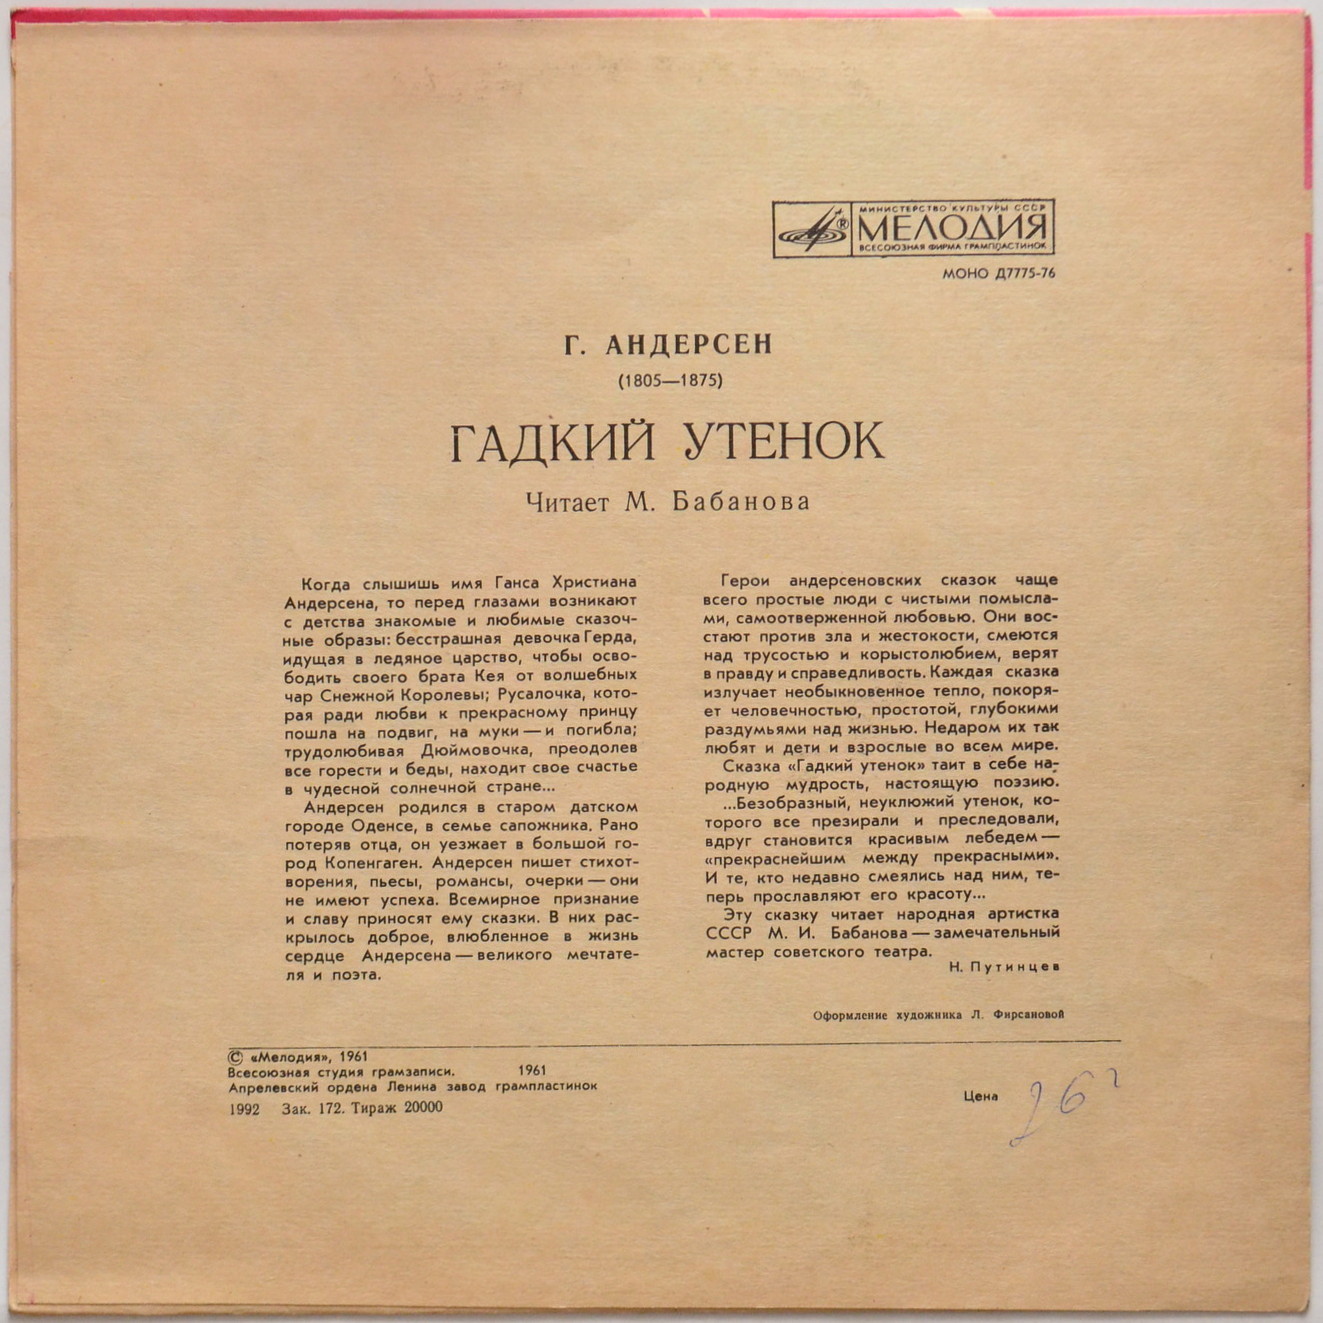 МИНИСТЕРСТВО КУЛЬТУРЫ СССР
МЕЛОДИЯ
ВСЕСОЮЗНАЯ ФИРМА ГРАМПЛАСТИНОК
МОНО Д7775-76
Г. АНДЕРСЕН
(1805—1875)
ГАДКИЙ УТЕНОК
Читает М. Бабанова
Когда слышишь имя Ганса Христиана
Андерсена, то перед глазами возникают
с детства знакомые и любимые сказоч-
ные образы: бесстрашная девочка Герда,
идущая в ледяное царство, чтобы осво-
бодить своего брата Кея от волшебных
чар Снежной Королевы; Русалочка, кото-
рая ради любви к прекрасному принцу
пошла на подвиг, на муки — и погибла;
трудолюбивая Дюймовочка, преодолев
все горести и беды, находит свое счастье
в чудесной солнечной стране...
Андерсен родился в старом датском
городе Оденсе, в семье сапожника. Рано
потеряв отца, он уезжает в большой го-
род Копенгаген. Андерсен пишет стихот-
ворения, пьесы, романсы, очерки — они
не имеют успеха. Всемирное признание
и славу приносят ему сказки. В них рас-
крылось доброе, влюбленное в жизнь
сердце Андерсена — великого мечтате-
ля и поэта.
Герои андерсеновских сказок чаще
всего простые люди с чистыми помысла-
ми, самоотверженной любовью. Они вос-
стают против зла и жестокости, смеются
над трусостью и корыстолюбием, верят
в правду и справедливость. Каждая сказка
излучает необыкновенное тепло, покоря-
ет человечностью, простотой, глубокими
раздумьями над жизнью. Недаром их так
любят и дети и взрослые во всем мире.
Сказка «Гадкий утенок» таит в себе на-
родную мудрость, настоящую поэзию.
...Безобразный, неуклюжий утенок, ко-
торого все презирали и преследовали,
вдруг становится красивым лебедем —
«прекраснейшим между прекрасными».
И те, кто недавно смеялись над ним, те-
перь прославляют его красоту...
Эту сказку читает народная артистка
СССР М. И. Бабанова — замечательный
мастер советского театра.
Н. Путинцев
Оформление художника Л. Фирсановой
© «Мелодия», 1961
Всесоюзная студия грамзаписи. 1961
Апрелевский ордена Ленина завод грампластинок
1992 Зак. 172. Тираж 20000
Цена